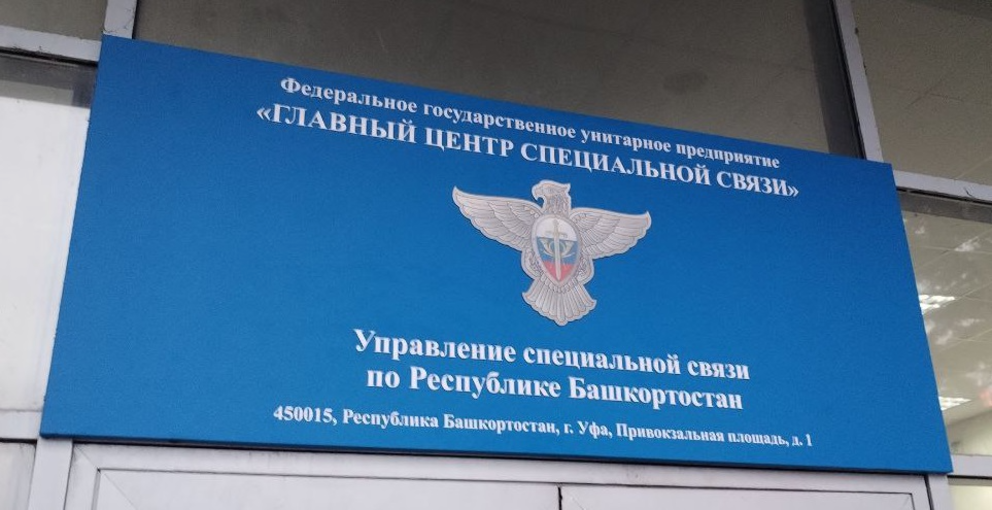 Федеральное государственное унитарное предприятие
«ГЛАВНЫЙ ЦЕНТР СПЕЦИАЛЬНОЙ СВЯЗИ»
Управление специальной связи
по Республике Башкортостан
450015, Республика Башкортостан, г. Уфа, Привокзальная площадь, д. 1